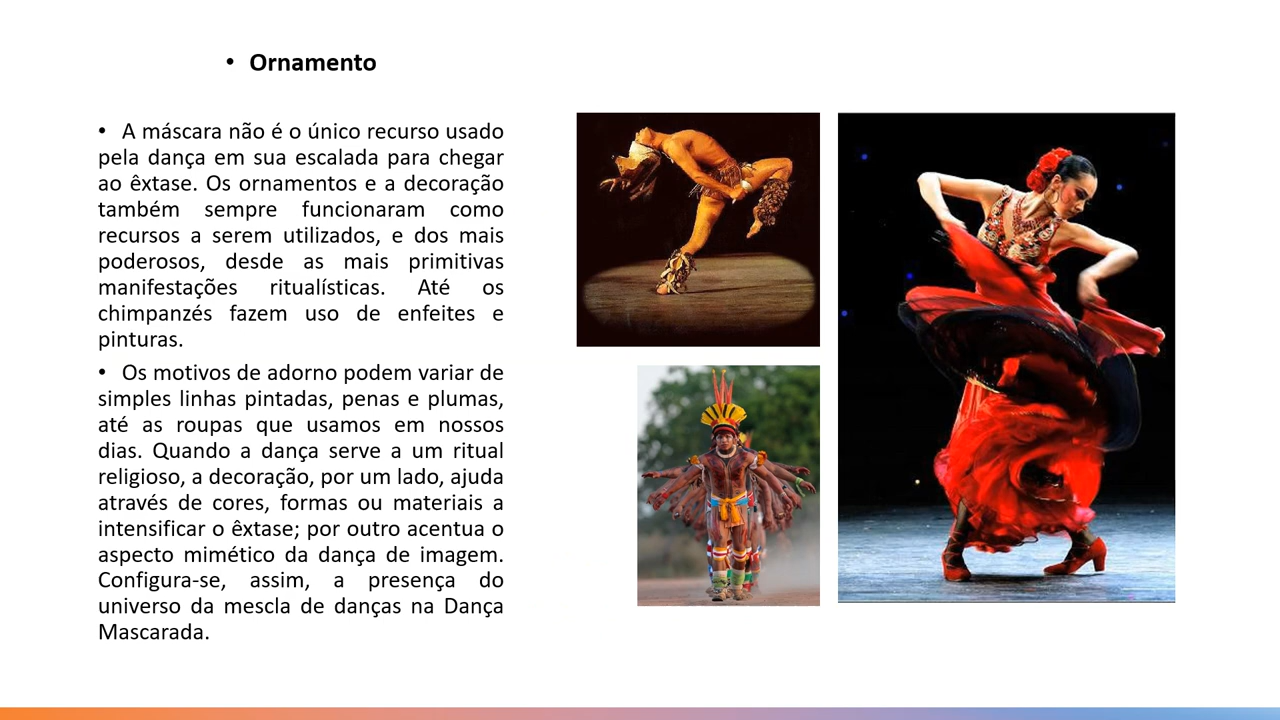 • Ornamento
• A máscara não é o único recurso usado
pela dança em sua escalada para chegar
ao êxtase. Os ornamentos e a decoração
também sempre funcionaram como
recursos a serem utilizados, e dos mais
poderosos, desde as mais primitivas
manifestações ritualísticas. Até os
chimpanzés fazem uso de enfeites e
pinturas.
• Os motivos de adorno podem variar de
simples linhas pintadas, penas e plumas,
até as roupas que usamos em nossos
dias. Quando a dança serve a um ritual
religioso, a decoração, por um lado, ajuda
através de cores, formas ou materiais a
intensificar o êxtase; por outro acentua o
aspecto mimético da dança de imagem.
Configura-se, assim, a presença do
universo da mescla de danças na Dança
Mascarada.